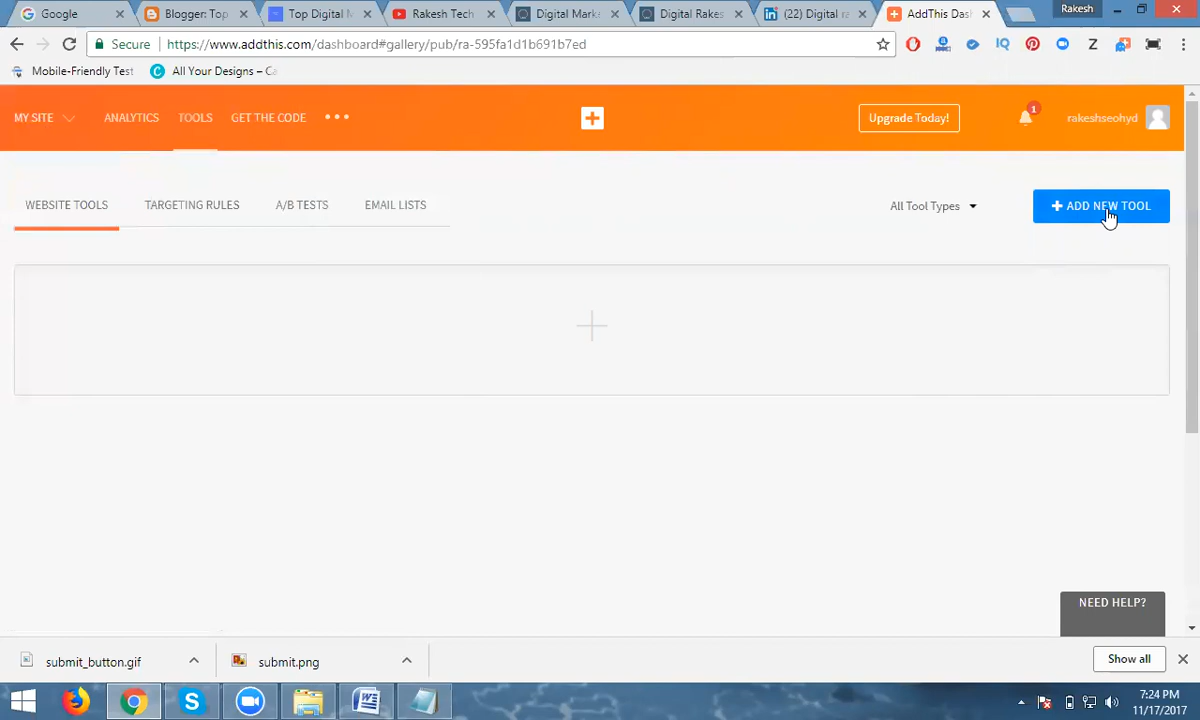 Google
Blogger: Top
Top Digital M
Rakesh Tech
Digital Marke
Digital Rakes
(22) Digital ra
AddThis Das
Rakesh
Secure
https://www.addthis.com/dashboard#gallery/pub/ra-595fa1d1b691b7ed
Mobile-Friendly Test
All Your Designs – Ca
MY SITE
ANALYTICS
TOOLS
GET THE CODE
Upgrade Today!
1
rakeshseohyd
WEBSITE TOOLS
TARGETING RULES
A/B TESTS
EMAIL LISTS
All Tool Types
ADD NEW TOOL
NEED HELP?
submit_button.gif
submit.png
Show all
7:24 PM
11/17/2017